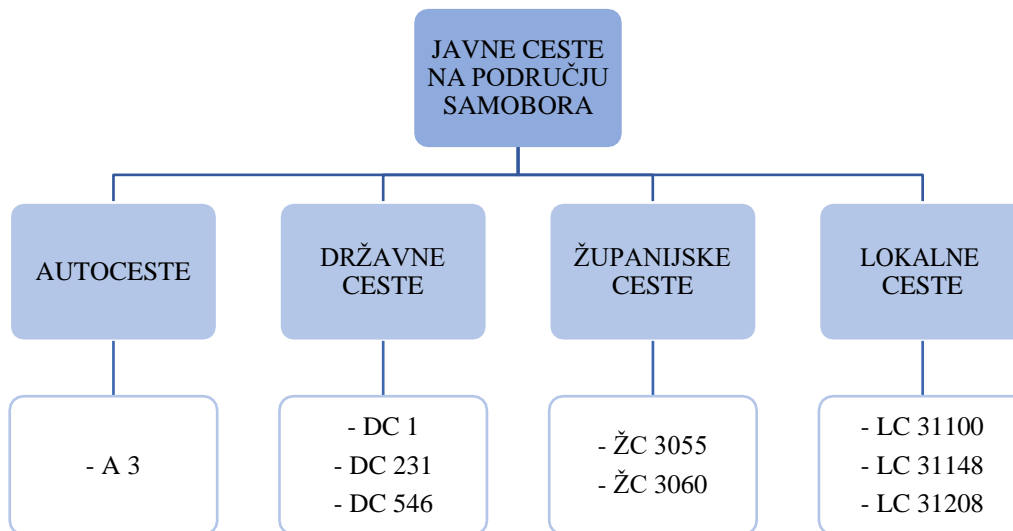 JAVNE CESTE
NA PODRUČJU
SAMOBORA
AUTOCESTE
DRŽAVNE
CESTE
ŽUPANIJSKE
CESTE
LOKALNE
CESTE
- A 3
- DC 1
- DC 231
- DC 546
- ŽC 3055
- ŽC 3060
- LC 31100
- LC 31148
- LC 31208